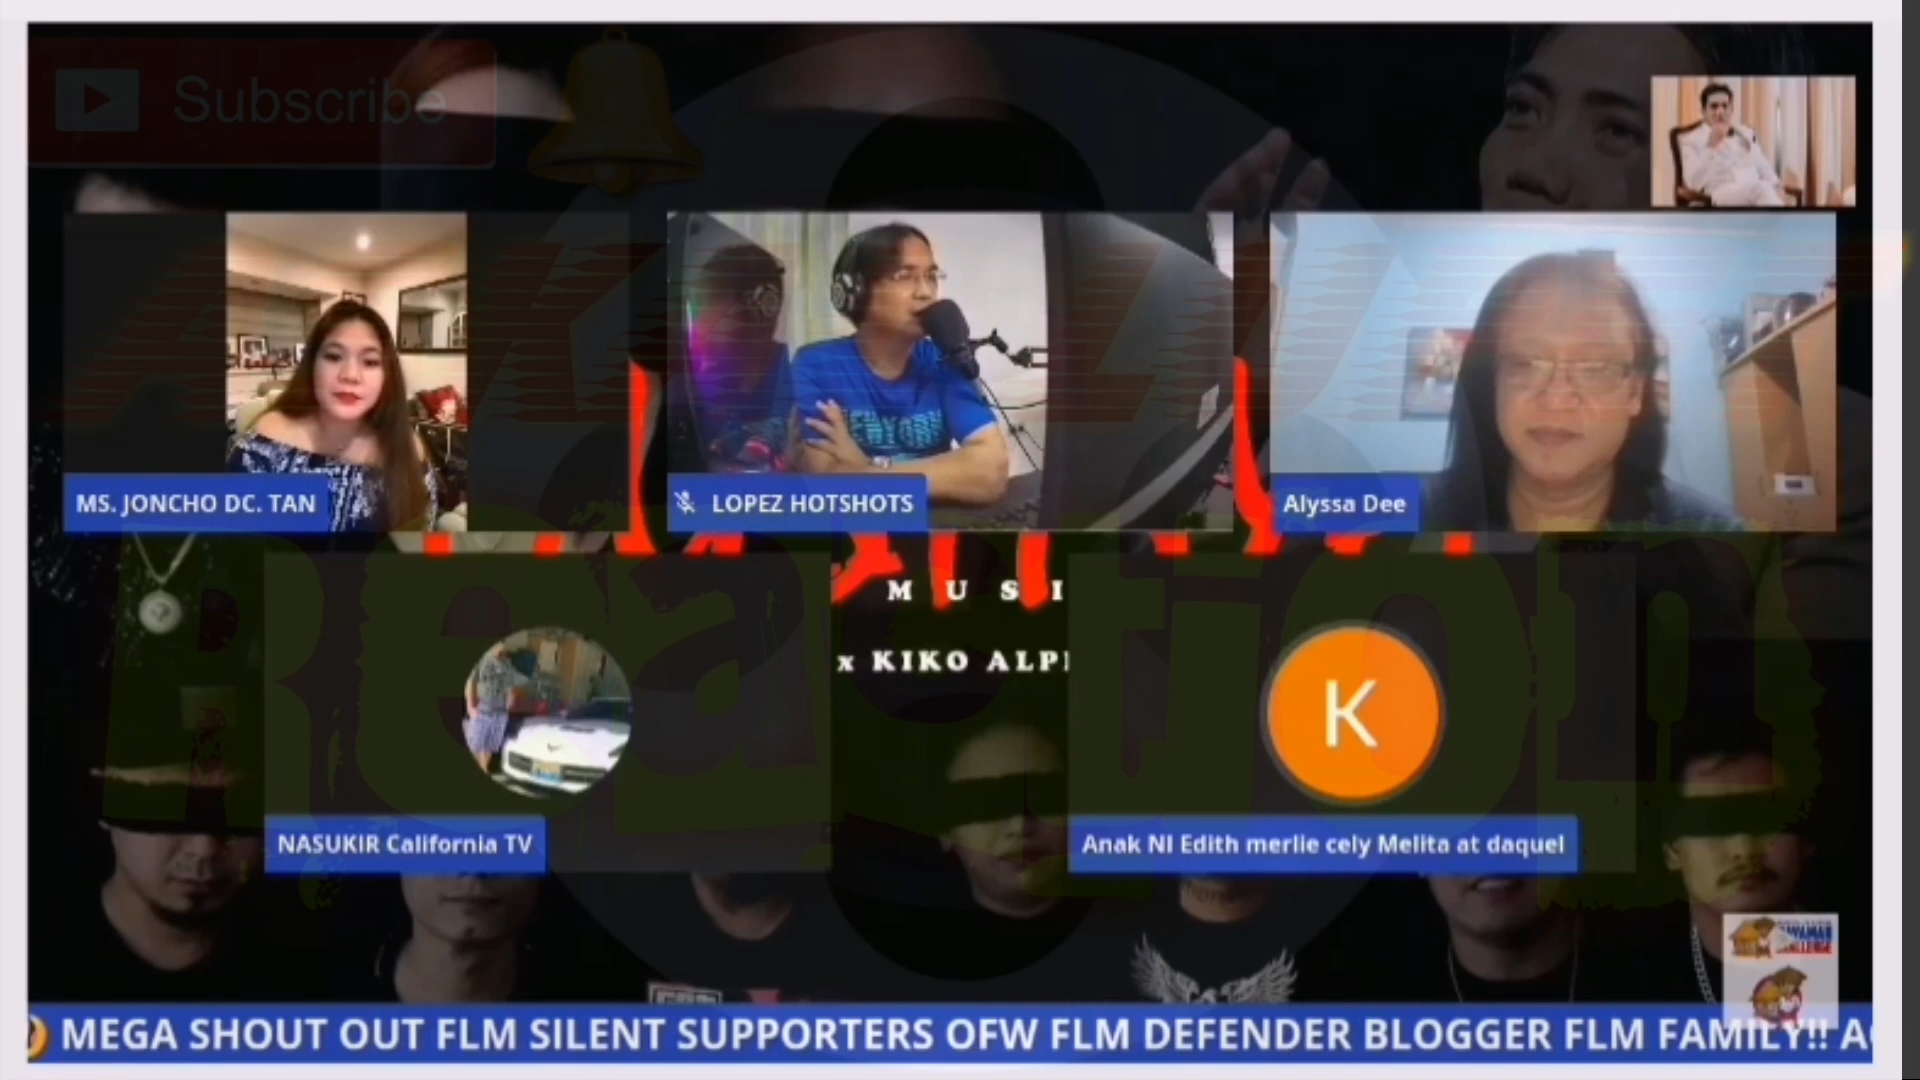 Subscribe
MS. JONCHO DC. TAN
LOPEZ HOTSHOTS
Alyssa Dee
Reaction
M U S I
x KIKO ALP
K
NASUKIR California TV
Anak NI Edith merlie cely Melita at daquel
MEGA SHOUT OUT FLM SILENT SUPPORTERS OFW FLM DEFENDER BLOGGER FLM FAMILY!! A